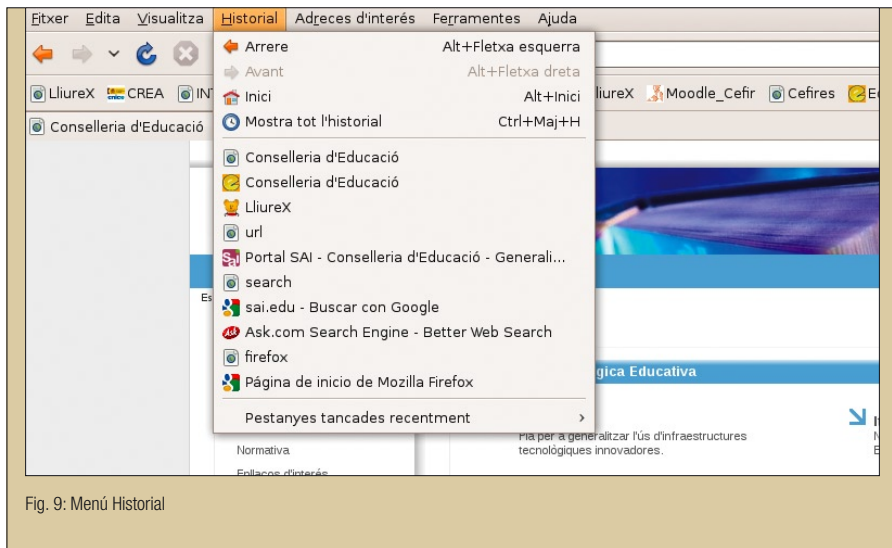 Fitxer Edita Visualitza Historial Adreces d'interés Ferramentes Ajuda
Arrere Alt+Fletxa esquerra
Avant Alt+Fletxa dreta
Inici Alt+Inici
Mostra tot l'historial Ctrl+Maj+H
LliureX CREA
Moodle_Cefir Cefires
Conselleria d'Educació
Conselleria d'Educació
Conselleria d'Educació
LliureX
url
Portal SAI - Conselleria d'Educació - Generali...
search
sai.edu - Buscar con Google
Ask.com Search Engine - Better Web Search
firefox
Página de inicio de Mozilla Firefox
Pestanyes tancades recentment
gica Educativa
Pla per a generalitzar l'ús d'infraestructures
tecnològiques innovadores.
Normativa
Enllaços d'interés
Fig. 9: Menú Historial